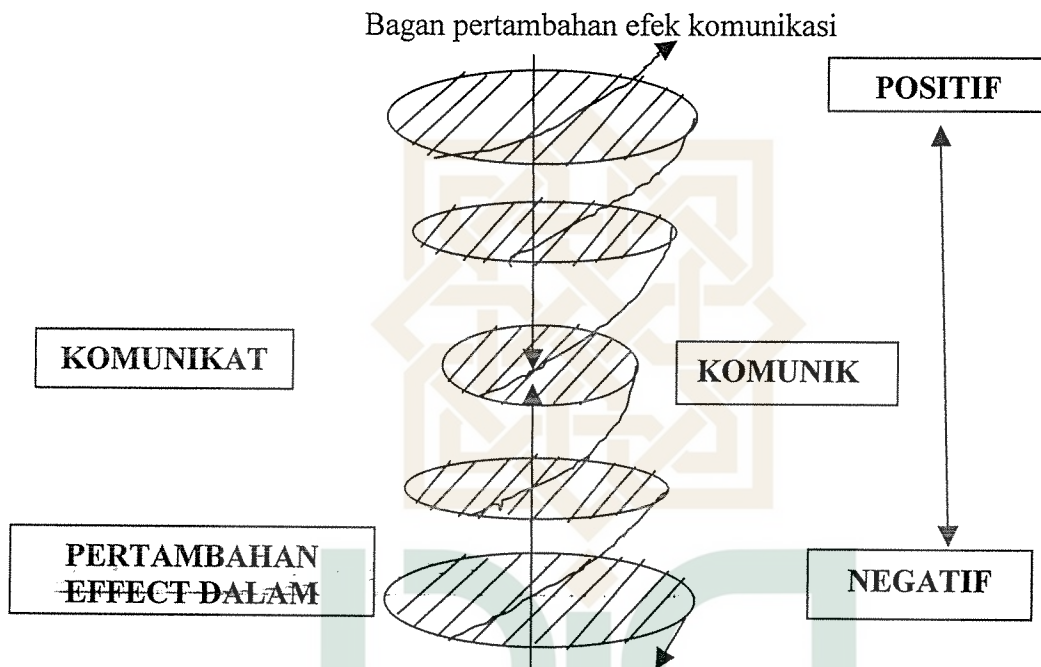 Bagan pertambahan efek komunikasi
POSITIF
KOMUNIKAT
KOMUNIK
PERTAMBAHAN
EFFECT DALAM
NEGATIF